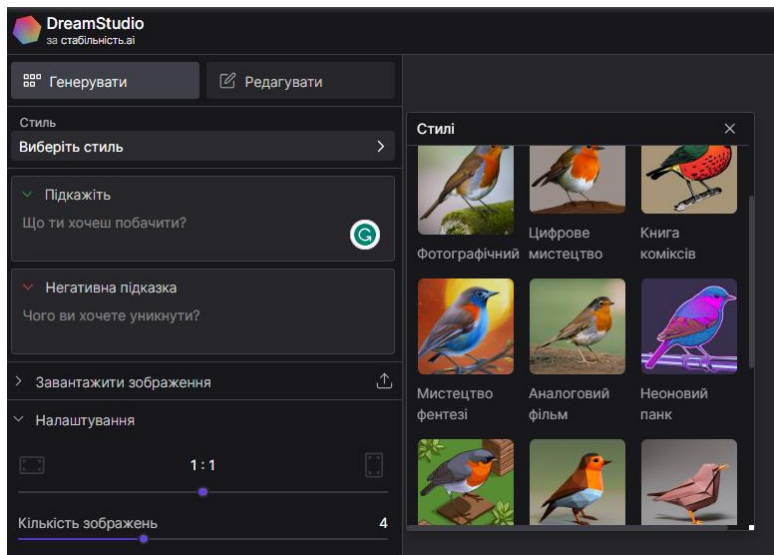 DreamStudio
за стабільність.ai
Генерувати
Редагувати
Стиль
Виберіть стиль
Підкажіть
Що ти хочеш побачити?
Негативна підказка
Чого ви хочете уникнути?
Завантажити зображення
Налаштування
1:1
Кількість зображень 4
Стилі
Фотографічний
Цифрове
мистецтво
Книга
коміксів
Мистецтво
фентезі
Аналоговий
фільм
Неоновий
панк